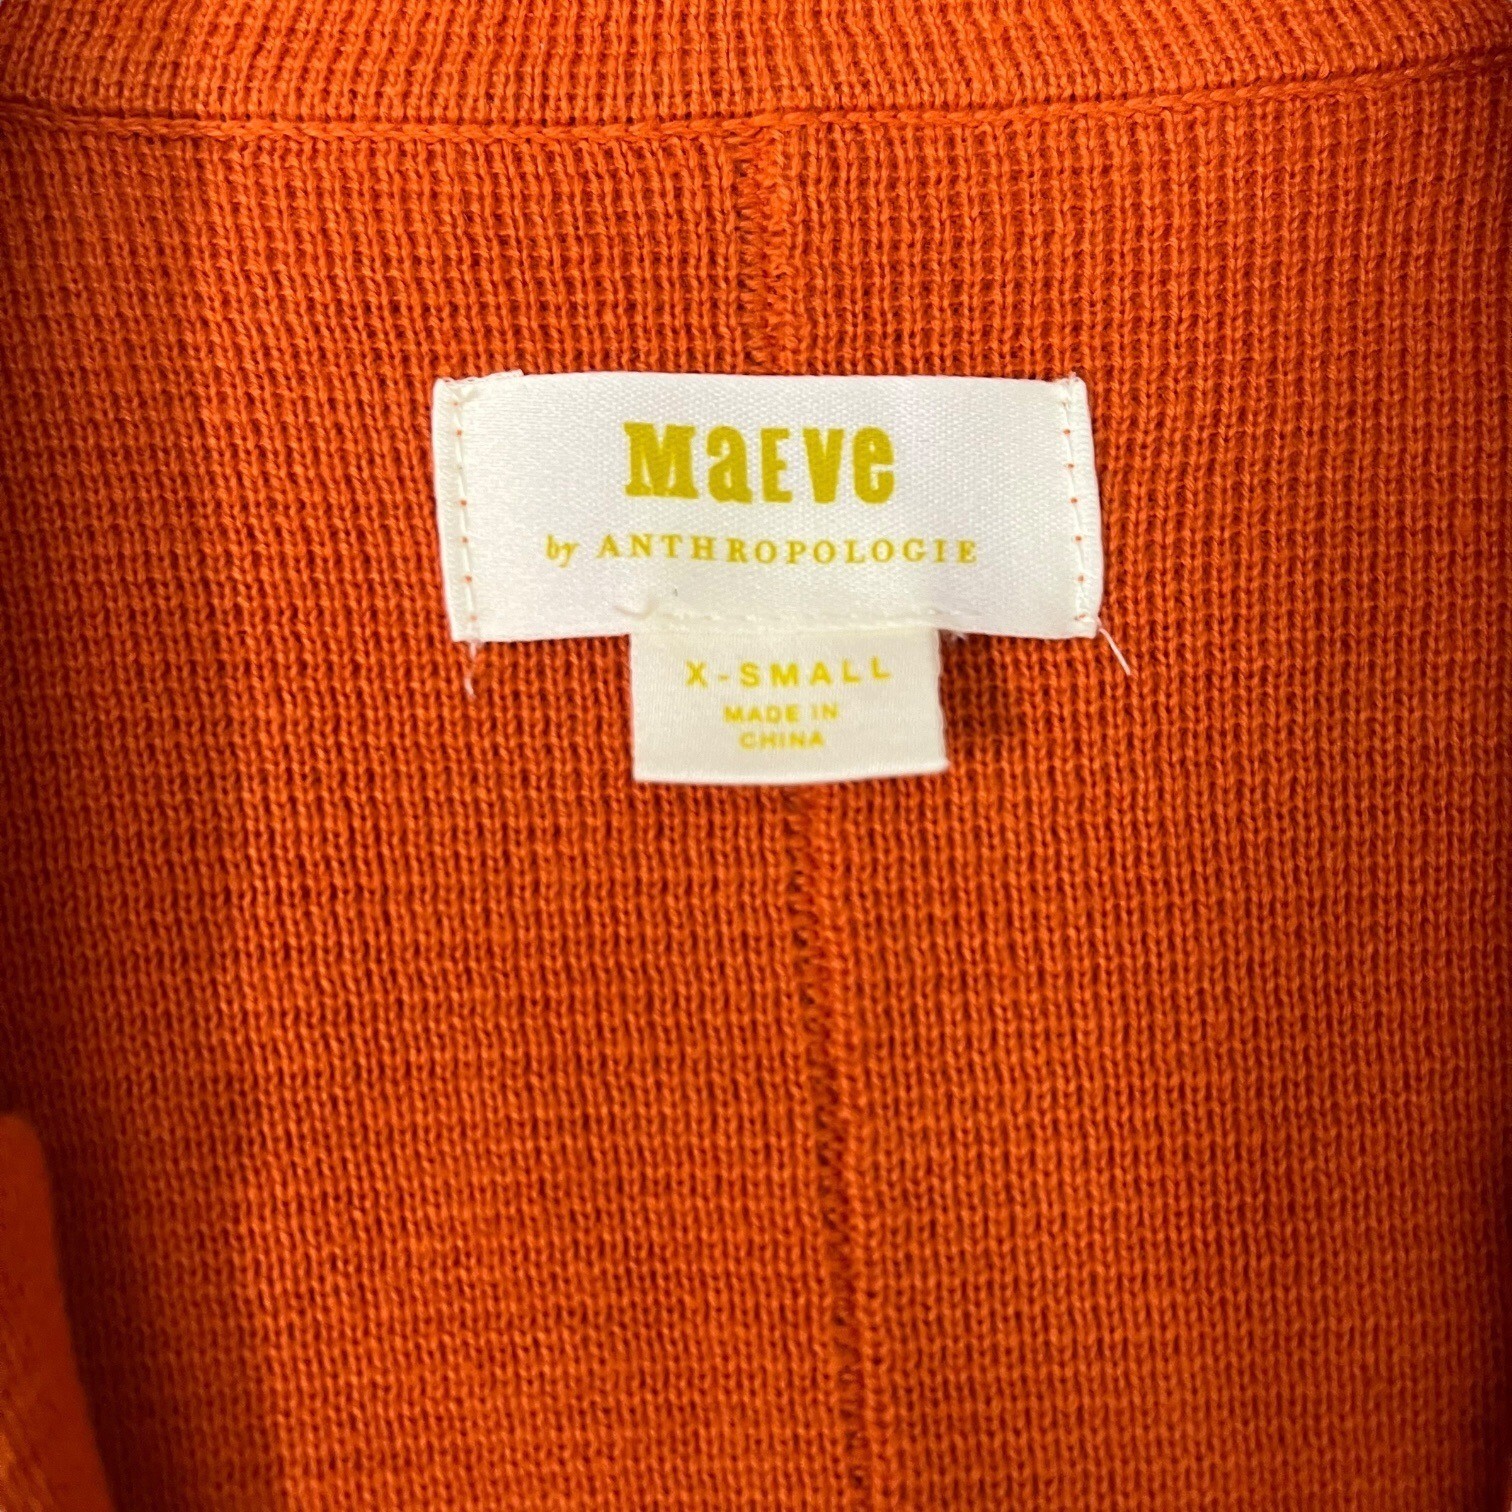 MaEVe
by ANTHROPOLOGIE
X-SMALL
MADE IN
CHINA